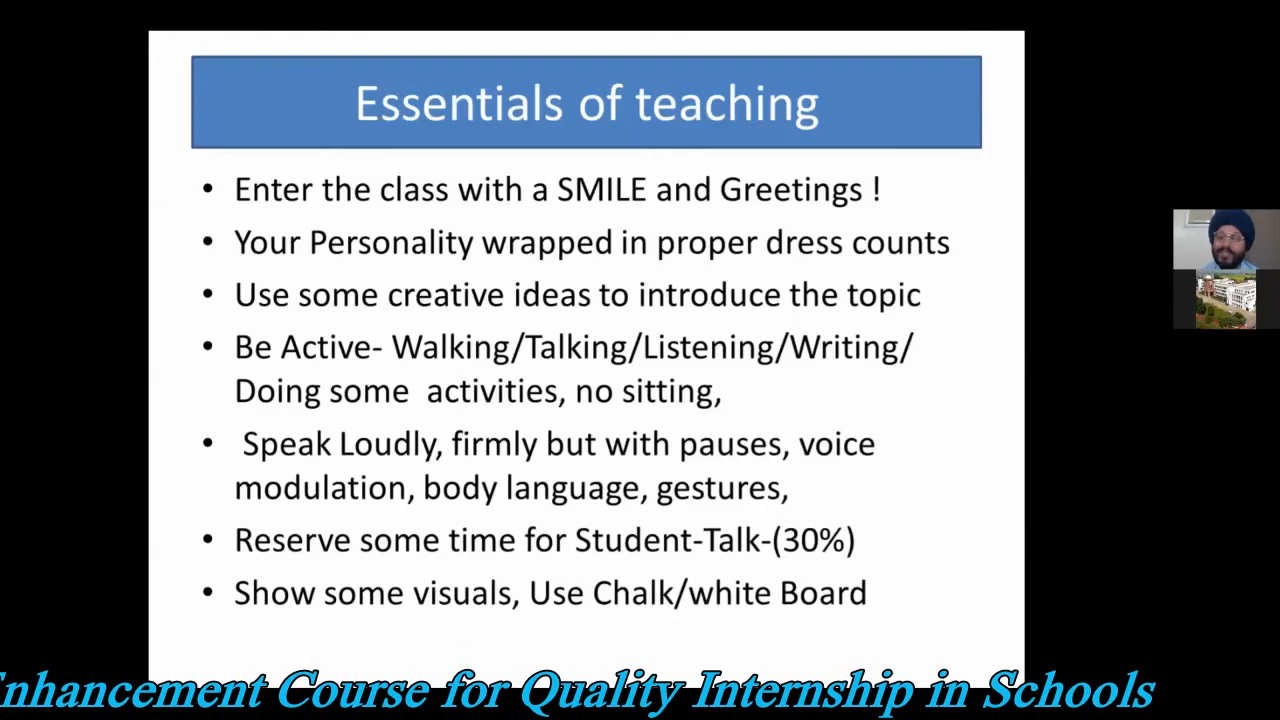 Essentials of teaching
• Enter the class with a SMILE and Greetings !
• Your Personality wrapped in proper dress counts
• Use some creative ideas to introduce the topic
• Be Active- Walking/Talking/Listening/Writing/
Doing some  activities, no sitting,
•  Speak Loudly, firmly but with pauses, voice
modulation, body language, gestures,
• Reserve some time for Student-Talk-(30%)
• Show some visuals, Use Chalk/white Board
Enhancement Course for Quality Internship in Schools